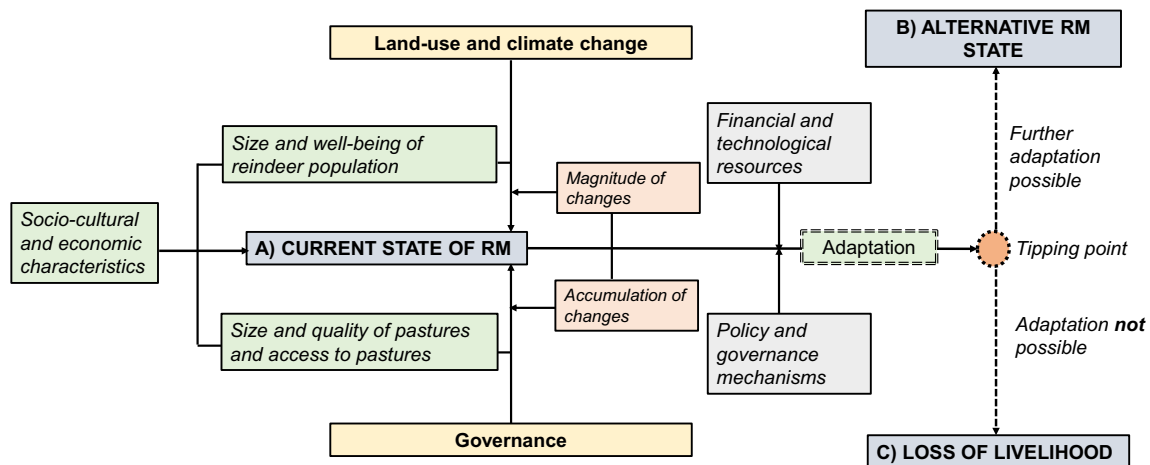 Land-use and climate change
B) ALTERNATIVE RM
STATE
Size and well-being of
reindeer population
Financial and
technological
resources
Further
adaptation
possible
Magnitude of
changes
Socio-cultural
and economic
characteristics
A) CURRENT STATE OF RM
Adaptation
Tipping point
Accumulation of
changes
Size and quality of pastures
and access to pastures
Policy and
governance
mechanisms
Adaptation not
possible
Governance
C) LOSS OF LIVELIHOOD